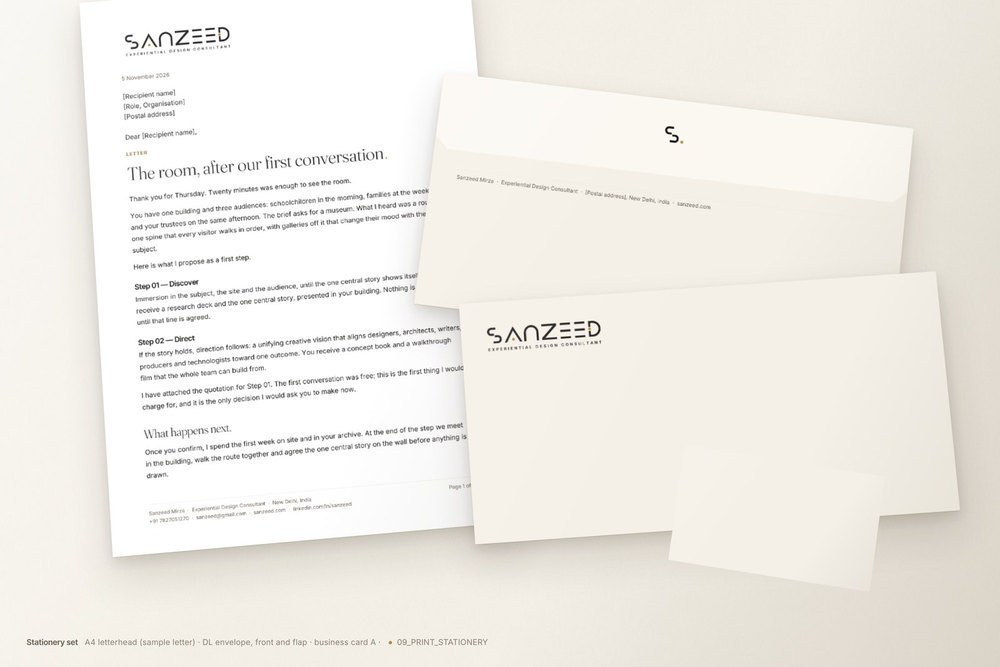 SANZEED
EXPERIENTIAL DESIGN CONSULTANT
5 November 2026
[Recipient name]
[Role, Organisation]
[Postal address]
Dear [Recipient name],
LETTER
The room, after our first conversation.
Thank you for Thursday. Twenty minutes was enough to see the room.
You have one building and three audiences: schoolchildren in the morning, families at the week
and your trustees on the same afternoon. The brief asks for a museum. What I heard was a
one spine that every visitor walks in order, with galleries off it that change their mood with the
subject.
Here is what I propose as a first step.
Step 01 — Discover
Immersion in the subject, the site and the audience, until the one central story shows itself
receive a research deck and the one central story, presented in your building. Nothing is
until that line is agreed.
Step 02 — Direct
If the story holds, direction follows: a unifying creative vision that aligns designers, architects, writers,
producers and technologists toward one outcome. You receive a concept book and a walkthrough
film that the whole team can build from.
I have attached the quotation for Step 01. The first conversation was free; this is the first thing I would
charge for, and it is the only decision I would ask you to make now.
What happens next.
Once you confirm, I spend the first week on site and in your archive. At the end of the step we meet
in the building, walk the route together and agree the one central story on the wall before anything is
drawn.
Sanzeed Mirza · Experiential Design Consultant · New Delhi, India
+91 7827051270 · sanzeed@gmail.com · sanzeed.com · linkedin.com/in/sanzeed
Page 1 of
S.
Sanzeed Mirza · Experiential Design Consultant · [Postal address], New Delhi, India · sanzeed.com
SANZEED
EXPERIENTIAL DESIGN CONSULTANT
Stationery set A4 letterhead (sample letter) · DL envelope, front and flap · business card A · • 09_PRINT_STATIONERY